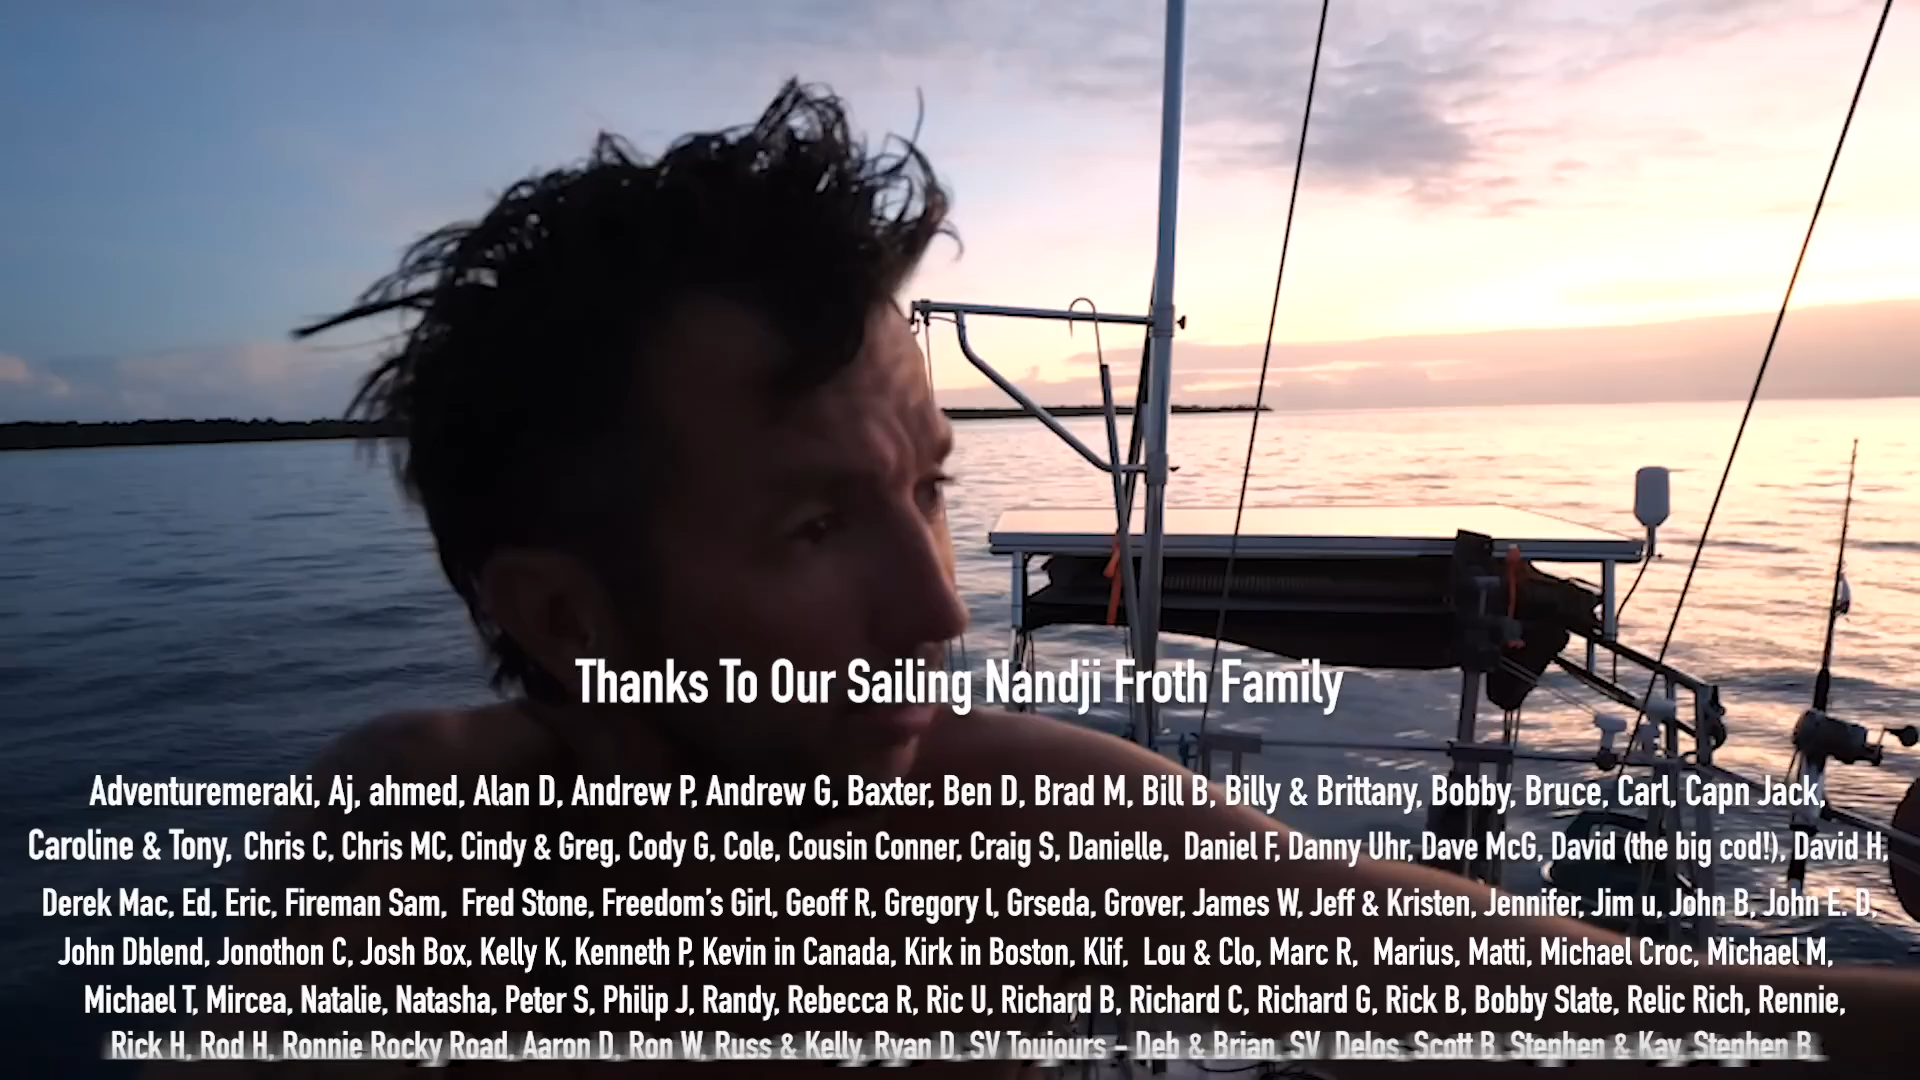 Thanks To Our Sailing Nandji Froth Family
Adventuremeraki, Aj, ahmed, Alan D, Andrew P, Andrew G, Baxter, Ben D, Brad M, Bill B, Billy & Brittany, Bobby, Bruce, Carl, Capn Jack,
Caroline & Tony, Chris C, Chris MC, Cindy & Greg, Cody G, Cole, Cousin Conner, Craig S, Danielle, Daniel F, Danny Uhr, Dave McG, David (the big cod!), David H,
Derek Mac, Ed, Eric, Fireman Sam, Fred Stone, Freedom’s Girl, Geoff R, Gregory l, Grseda, Grover, James W, Jeff & Kristen, Jennifer, Jim u, John B, John E. D,
John Dblend, Jonothon C, Josh Box, Kelly K, Kenneth P, Kevin in Canada, Kirk in Boston, Klif, Lou & Clo, Marc R, Marius, Matti, Michael Croc, Michael M,
Michael T, Mircea, Natalie, Natasha, Peter S, Philip J, Randy, Rebecca R, Ric U, Richard B, Richard C, Richard G, Rick B, Bobby Slate, Relic Rich, Rennie,
Rick H, Rod H, Ronnie Rocky Road, Aaron D, Ron W, Russ & Kelly, Ryan D, SV Toujours - Deb & Brian, SV Delos, Scott B, Stephen & Kay, Stephen B,